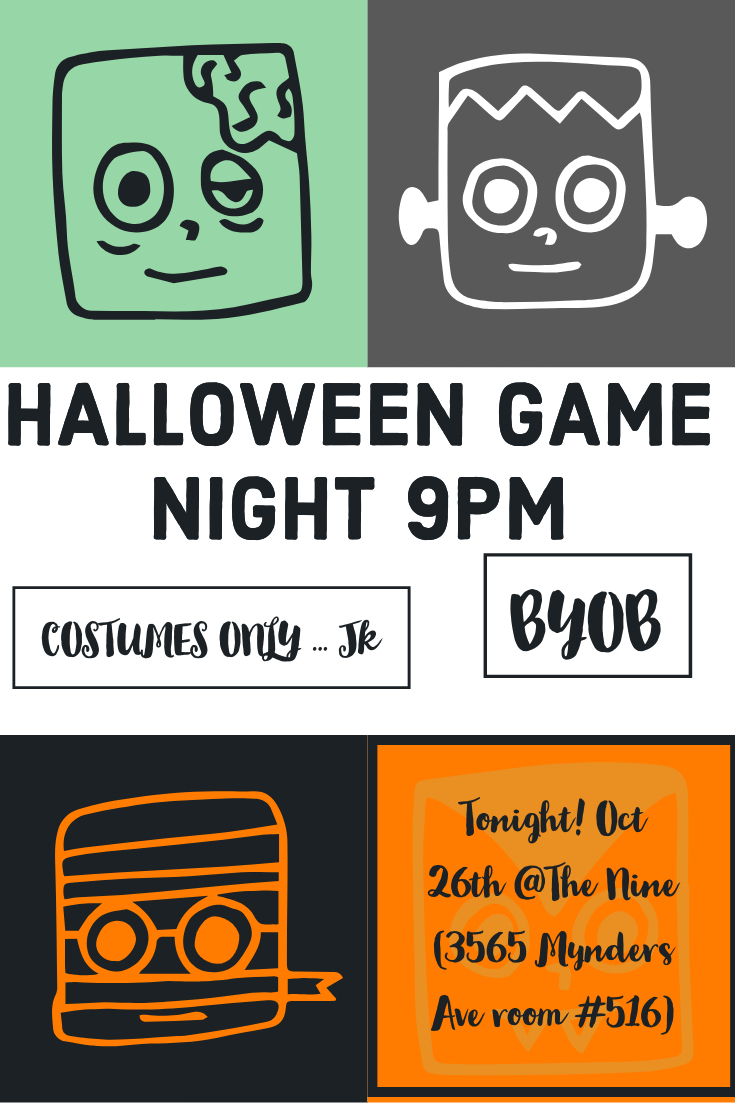 HALLOWEEN GAME
NIGHT 9PM
COSTUMES ONLY ... Jk
BYOB
Tonight! Oct
26th @The Nine
(3565 Mynders
Ave room #516)